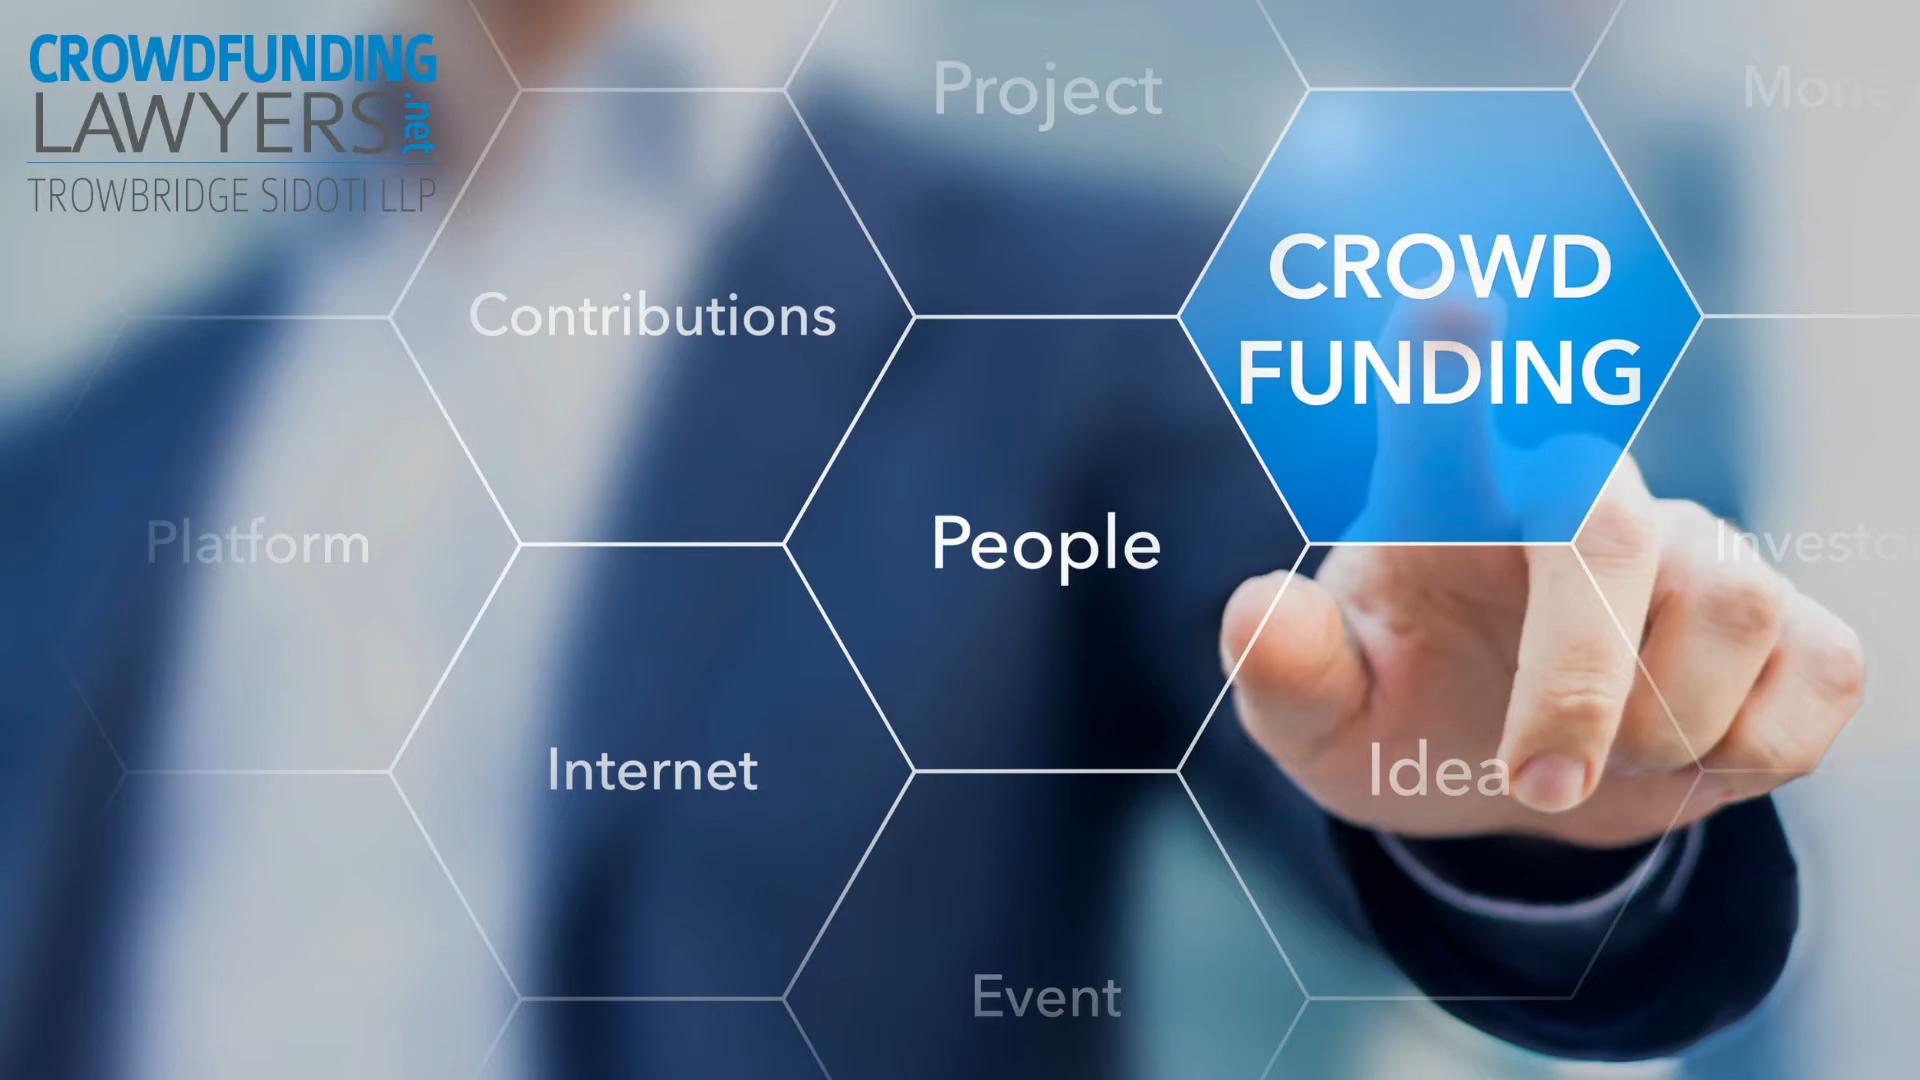 CROWDFUNDING
LAWYERS.net
TROWBRIDGE SIDOTI LLP
Project
CROWD
FUNDING
Contributions
Platform
People
Internet
Idea
Event